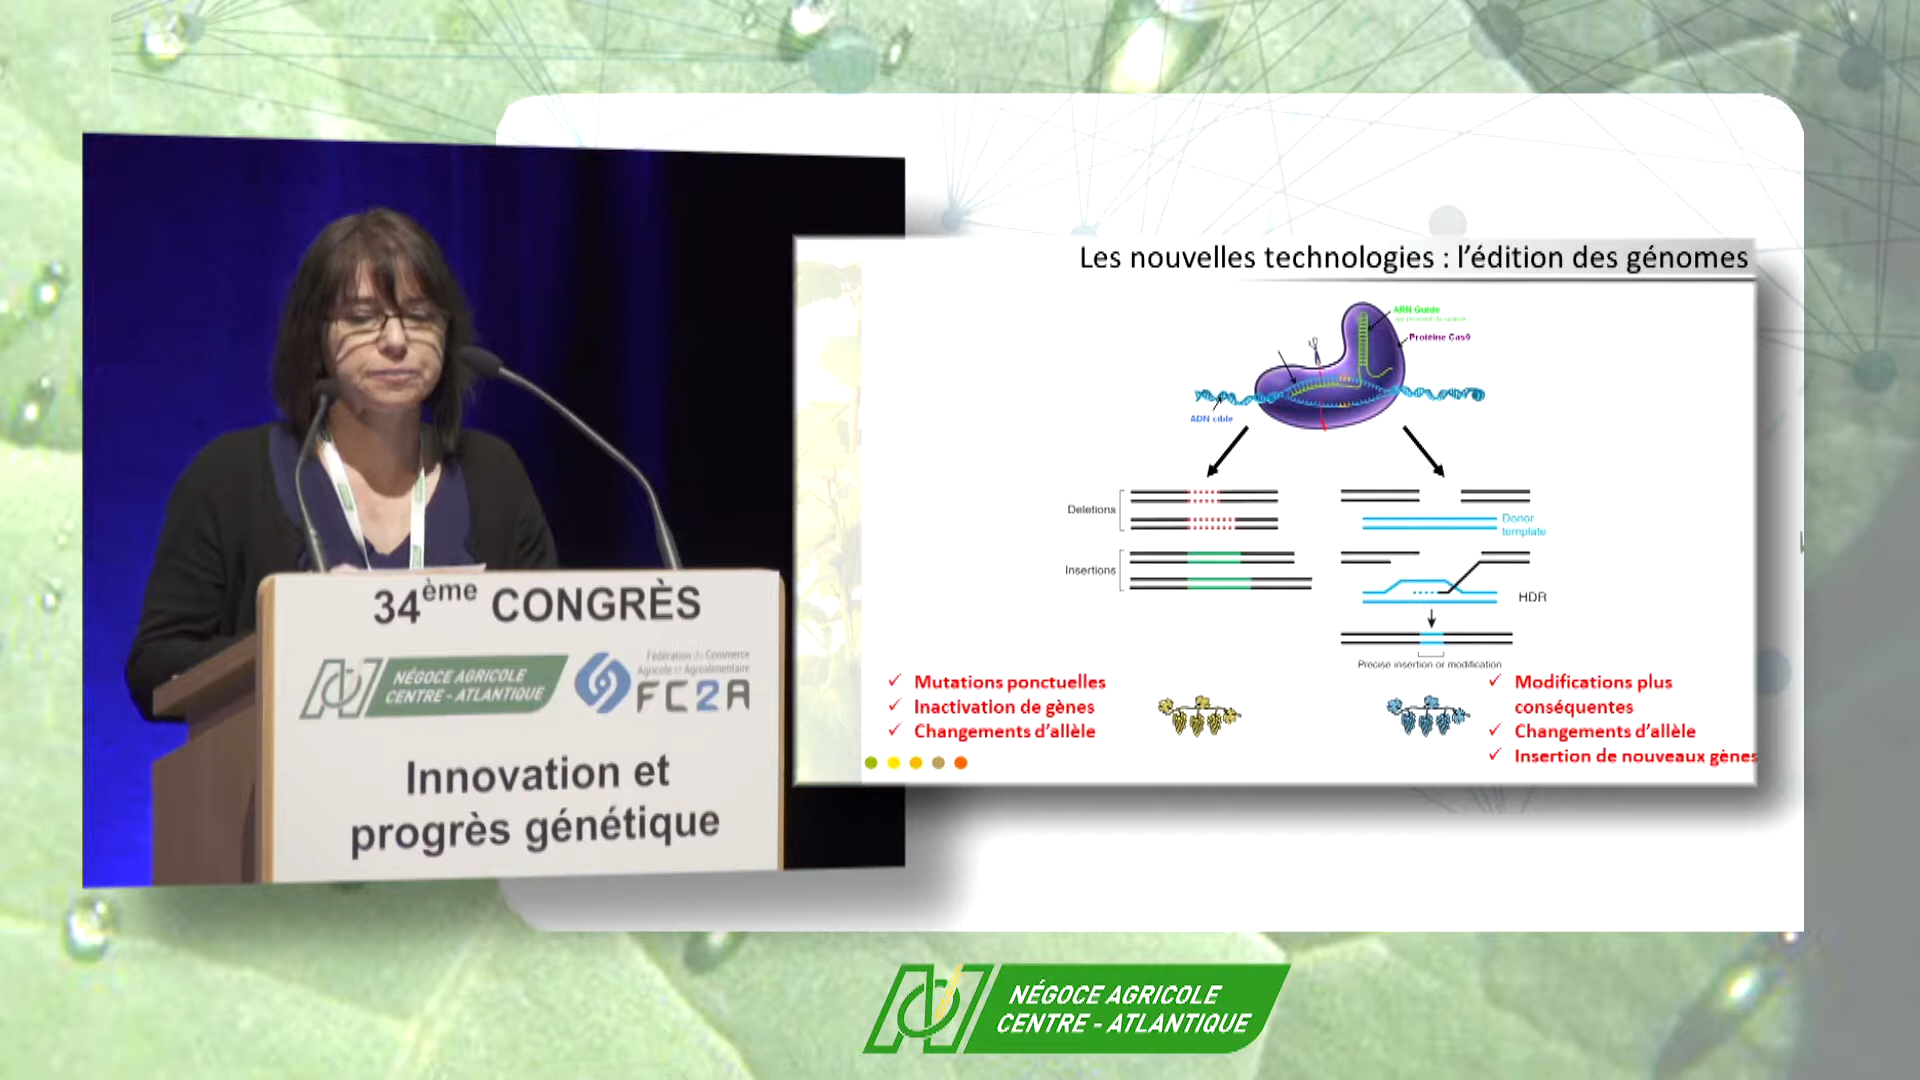 Les nouvelles technologies : l'édition des génomes
ARN Guide
Protéine Cas9
ADN cible
Deletions
Insertions
Donor
template
HDR
Precise insertion or modification
✓ Mutations ponctuelles
✓ Inactivation de gènes
✓ Changements d'allèle
✓ Modifications plus
conséquentes
✓ Changements d'allèle
✓ Insertion de nouveaux gènes
34ème CONGRÈS
NÉGOCE AGRICOLE
CENTRE - ATLANTIQUE
Fédération du Commerce
Agricole et Agroalimentaire
FC2A
Innovation et
progrès génétique
NÉGOCE AGRICOLE
CENTRE - ATLANTIQUE